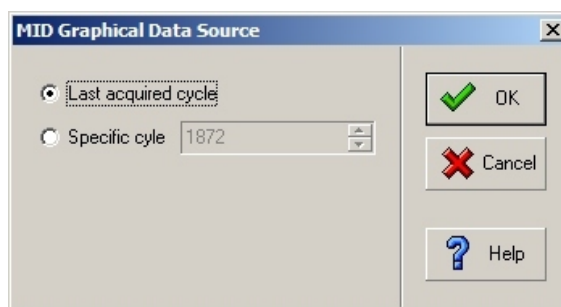 MID Graphical Data Source
Last acquired cycle
Specific cyle 1872
OK
Cancel
Help